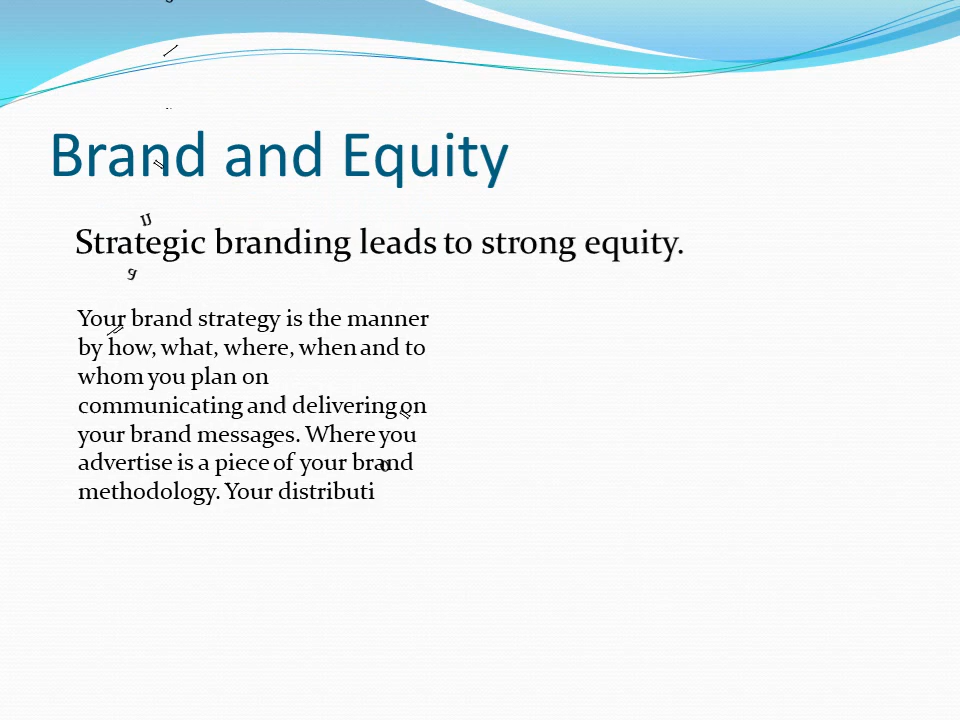 Brand and Equity
Strategic branding leads to strong equity.
Your brand strategy is the manner
by how, what, where, when and to
whom you plan on
communicating and delivering on
your brand messages. Where you
advertise is a piece of your brand
methodology. Your distributi